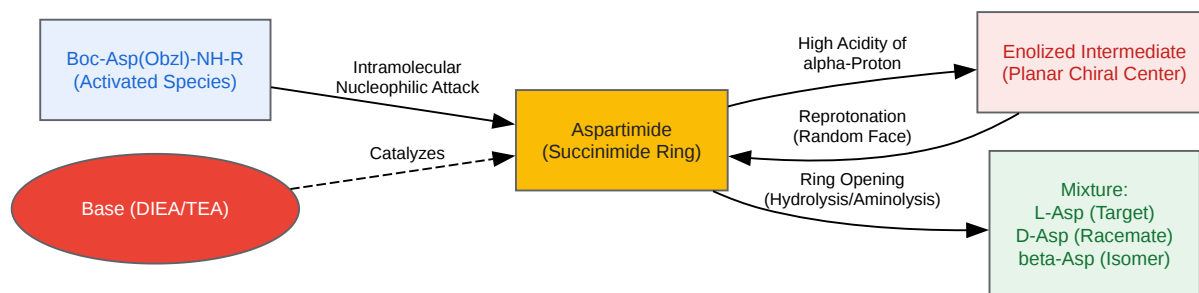 Boc-Asp(Obzl)-NH-R
(Activated Species)
Intramolecular
Nucleophilic Attack
Base (DIEA/TEA)
Catalyzes
Aspartimide
(Succinimide Ring)
High Acidity of
alpha-Proton
Enolized Intermediate
(Planar Chiral Center)
Reprotonation
(Random Face)
Ring Opening
(Hydrolysis/Aminolysis)
Mixture:
L-Asp (Target)
D-Asp (Racemate)
beta-Asp (Isomer)